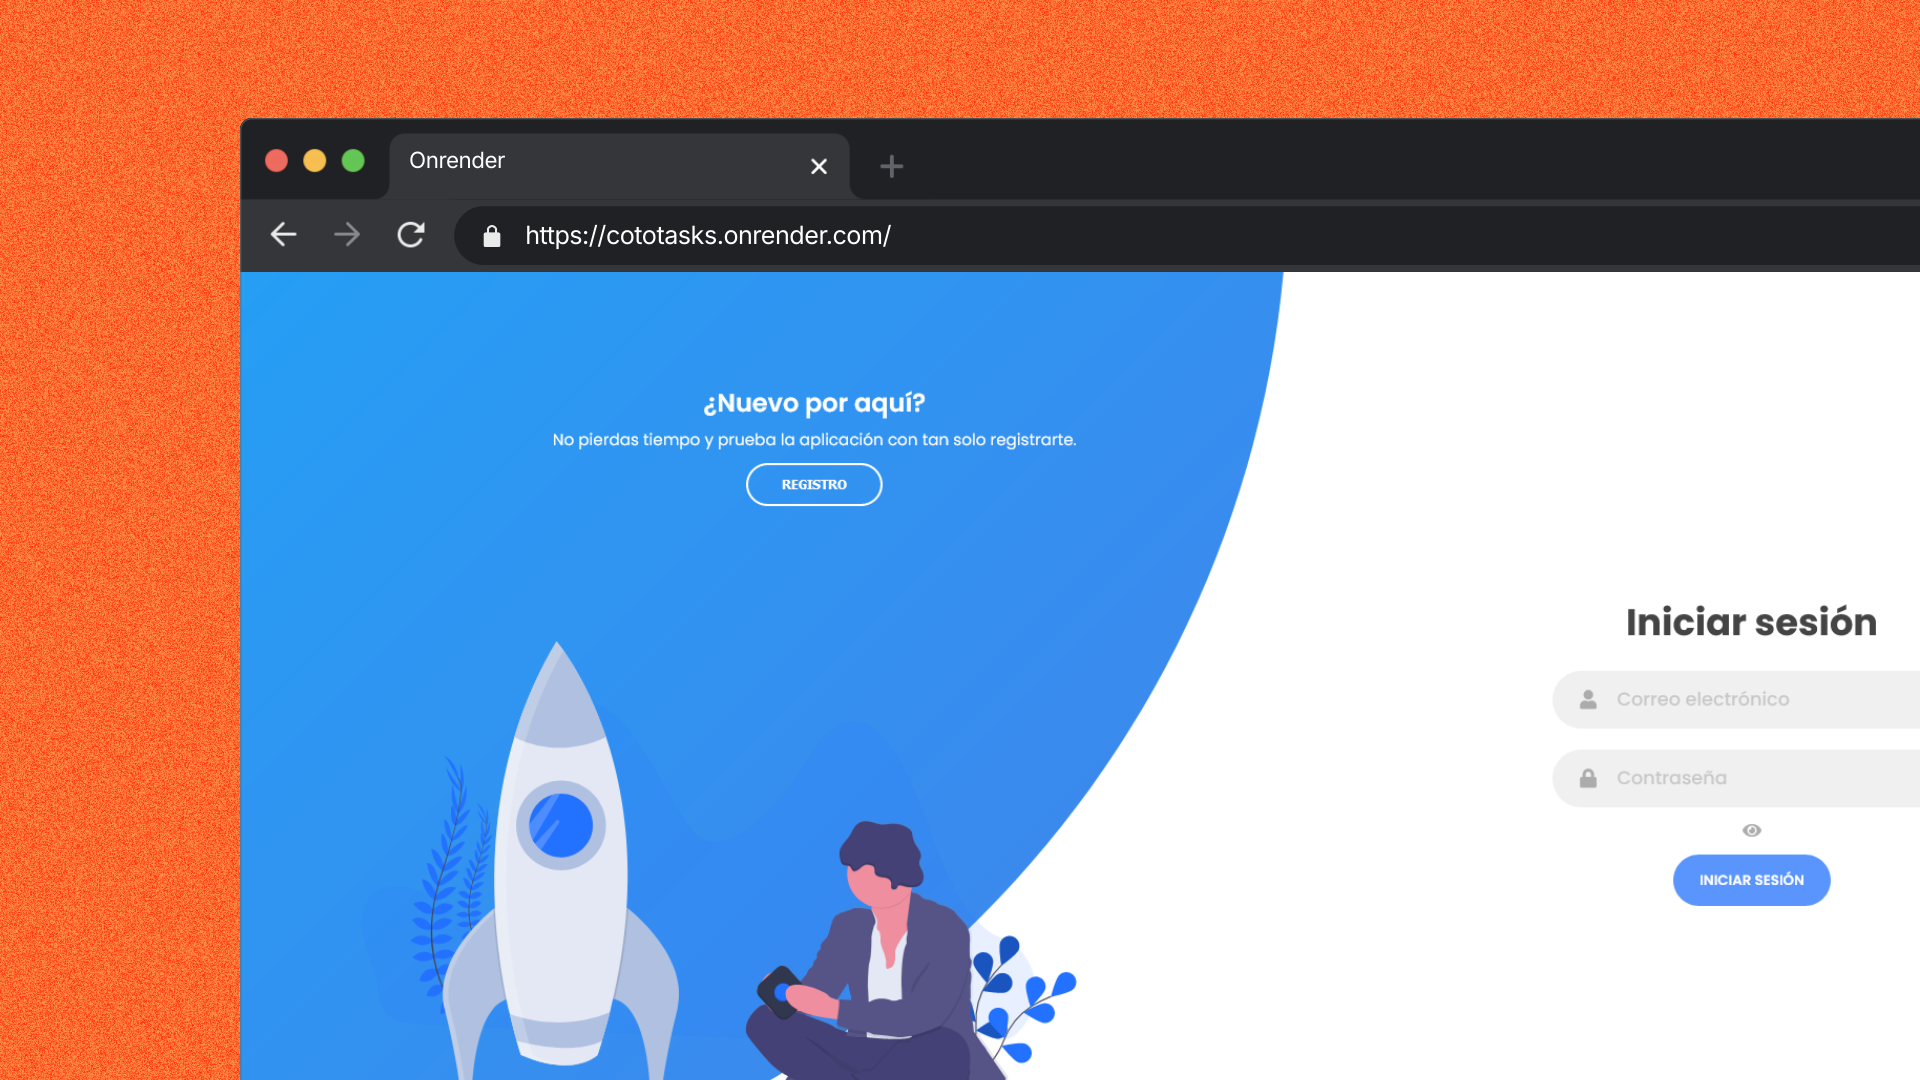 Onrender
https://cototasks.onrender.com/
¿Nuevo por aquí?
No pierdas tiempo y prueba la aplicación con tan solo registrarte.
REGISTRO
Iniciar sesión
Correo electrónico
Contraseña
INICIAR SESIÓN